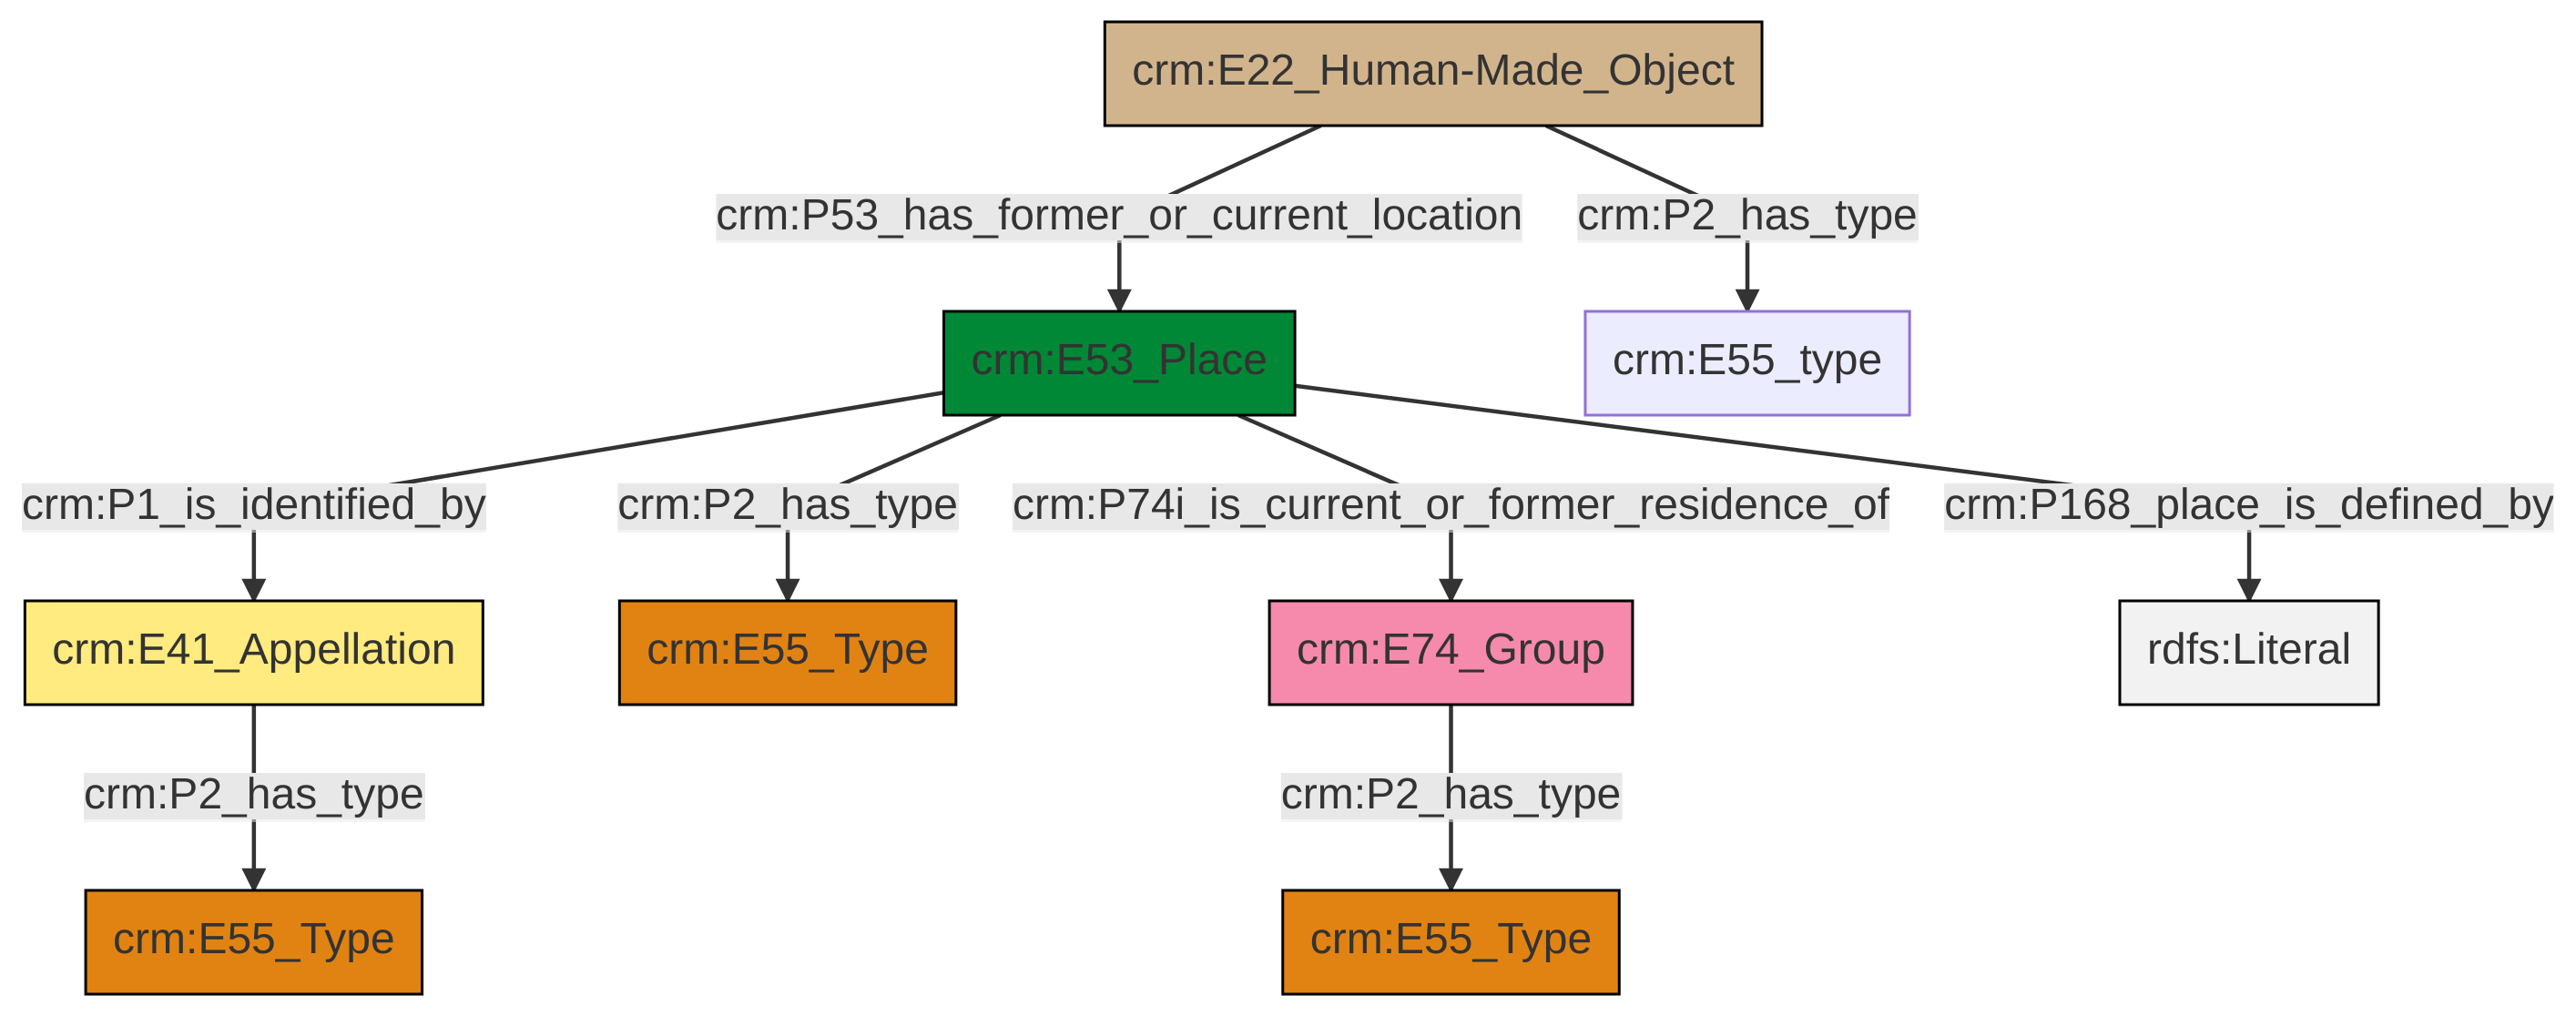 crm:E22_Human-Made_Object
crm:P53_has_former_or_current_location
crm:P2_has_type
crm:E53_Place
crm:E55_type
crm:P1_is_identified_by
crm:P2_has_type
crm:P74i_is_current_or_former_residence_of
crm:P168_place_is_defined_by
crm:E41_Appellation
crm:E55_Type
crm:E74_Group
rdfs:Literal
crm:P2_has_type
crm:P2_has_type
crm:E55_Type
crm:E55_Type